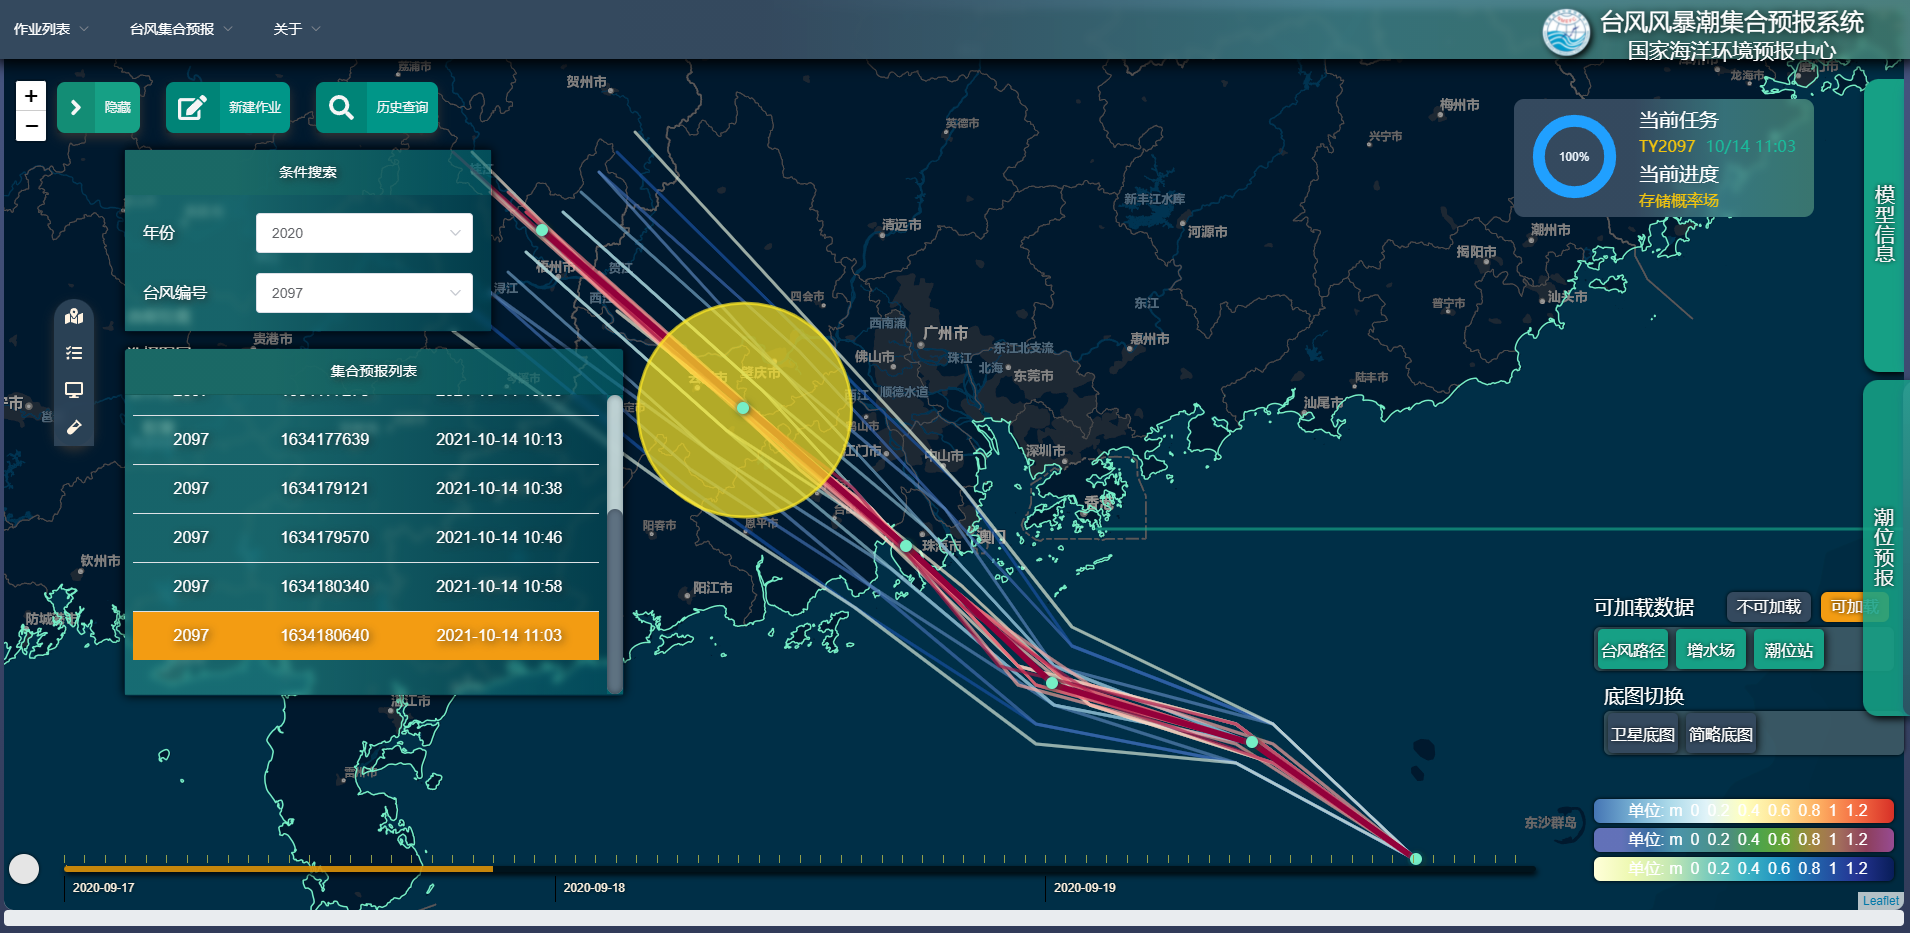 作业列表
台风集合预报
关于
台风风暴潮集合预报系统
国家海洋环境预报中心
+
−
隐藏
新建作业
历史查询
条件搜索
年份
2020
台风编号
2097
集合预报列表
2097 1634177639 2021-10-14 10:13
2097 1634179121 2021-10-14 10:38
2097 1634179570 2021-10-14 10:46
2097 1634180340 2021-10-14 10:58
2097 1634180640 2021-10-14 11:03
100%
当前任务
TY2097 10/14 11:03
当前进度
存储概率场
模型信息
潮位预报
可加载数据
不可加载
可加载
台风路径
增水场
潮位站
底图切换
卫星底图
简略底图
单位: m 0 0.2 0.4 0.6 0.8 1 1.2
单位: m 0 0.2 0.4 0.6 0.8 1 1.2
单位: m 0 0.2 0.4 0.6 0.8 1 1.2
Leaflet
2020-09-17
2020-09-18
2020-09-19
贺州市
英德市
梅州市
兴宁市
龙海市
新丰江水库
清远市
河源市
潮州市
揭阳市
汕头市
普宁市
梧州市
贺江
浔江
四会市
西南涌
广州市
东江
惠州市
佛山市
珠江
东江北支流
北海
东莞市
顺德水道
肇庆市
陆丰市
汕尾市
贵港市
江门市
中山市
深圳市
香港
澳门
珠海市
恩平市
阳春市
阳江市
钦州市
防城港市
湛江市
雷州市
东沙群岛